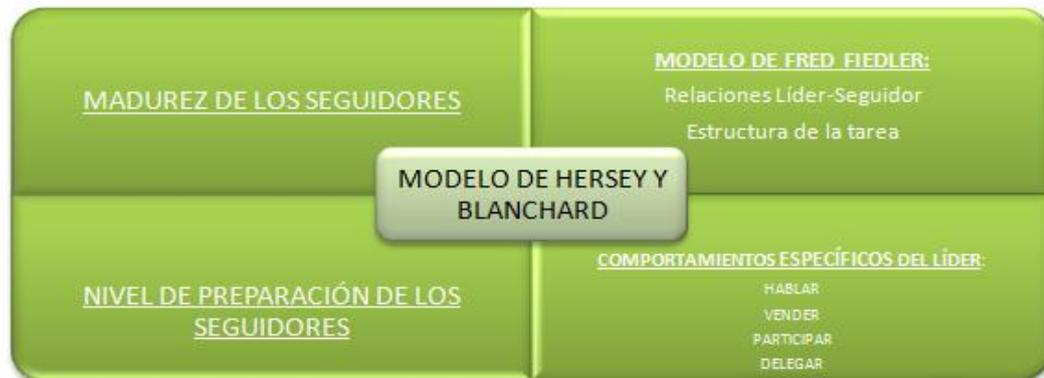 MADUREZ DE LOS SEGUIDORES
MODELO DE FRED FIEDLER:
Relaciones Líder-Seguidor
Estructura de la tarea
MODELO DE HERSEY Y
BLANCHARD
NIVEL DE PREPARACIÓN DE LOS
SEGUIDORES
COMPORTAMIENTOS ESPECÍFICOS DEL LÍDER:
HABLAR
VENDER
PARTICIPAR
DELEGAR